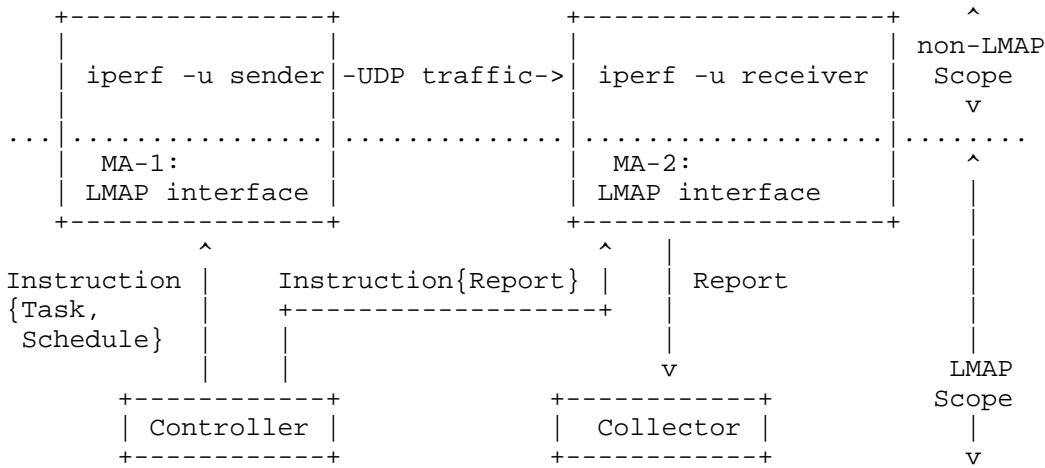 non-LMAP
iperf -u sender -UDP traffic-> iperf -u receiver Scope
v
MA-1: MA-2:
LMAP interface LMAP interface
Instruction Instruction{Report} Report
{Task,
Schedule}
v LMAP
Scope
Controller Collector
v